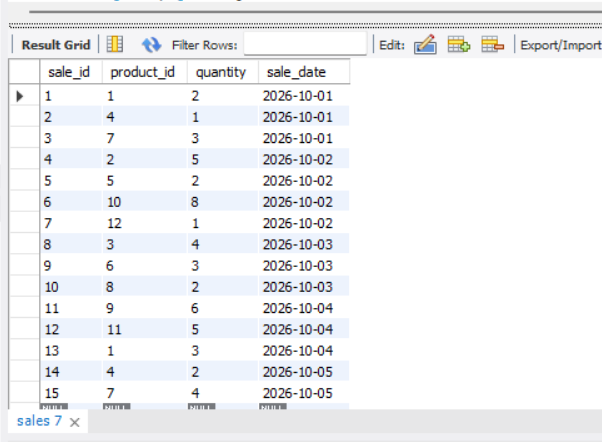 Result Grid Filter Rows: Edit: Export/Import
sale_id product_id quantity sale_date
1 1 2 2026-10-01
2 4 1 2026-10-01
3 7 3 2026-10-01
4 2 5 2026-10-02
5 5 2 2026-10-02
6 10 8 2026-10-02
7 12 1 2026-10-02
8 3 4 2026-10-03
9 6 3 2026-10-03
10 8 2 2026-10-03
11 9 6 2026-10-04
12 11 5 2026-10-04
13 1 3 2026-10-04
14 4 2 2026-10-05
15 7 4 2026-10-05
NULL NULL NULL NULL
sales 7